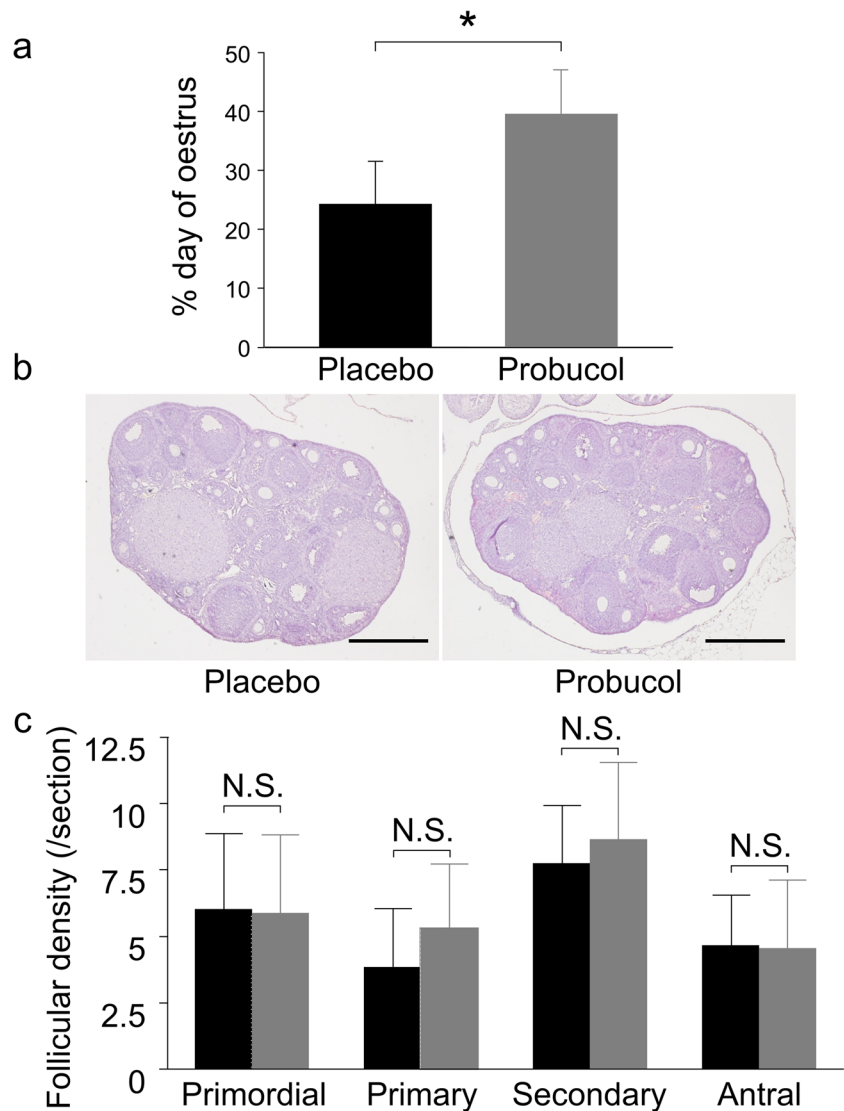 a
*
% day of oestrus
50
40
30
20
10
0
Placebo
Probucol
b
Placebo
Probucol
c
Follicular density (/section)
12.5
10
7.5
5
2.5
0
N.S.
N.S.
N.S.
N.S.
Primordial
Primary
Secondary
Antral